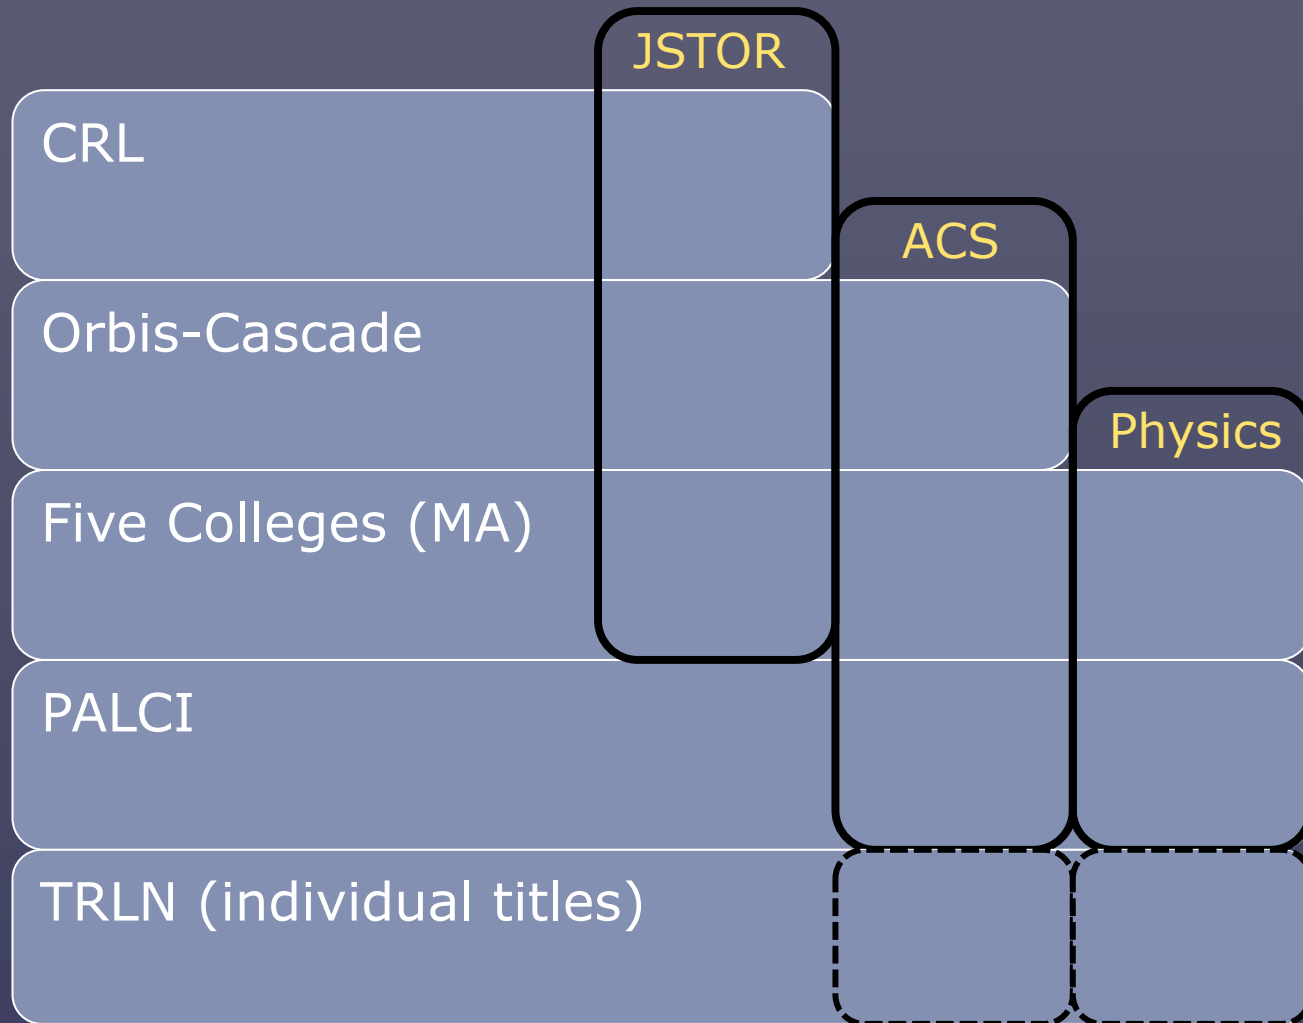 JSTOR
CRL
ACS
Orbis-Cascade
Physics
Five Colleges (MA)
PALCI
TRLN (individual titles)